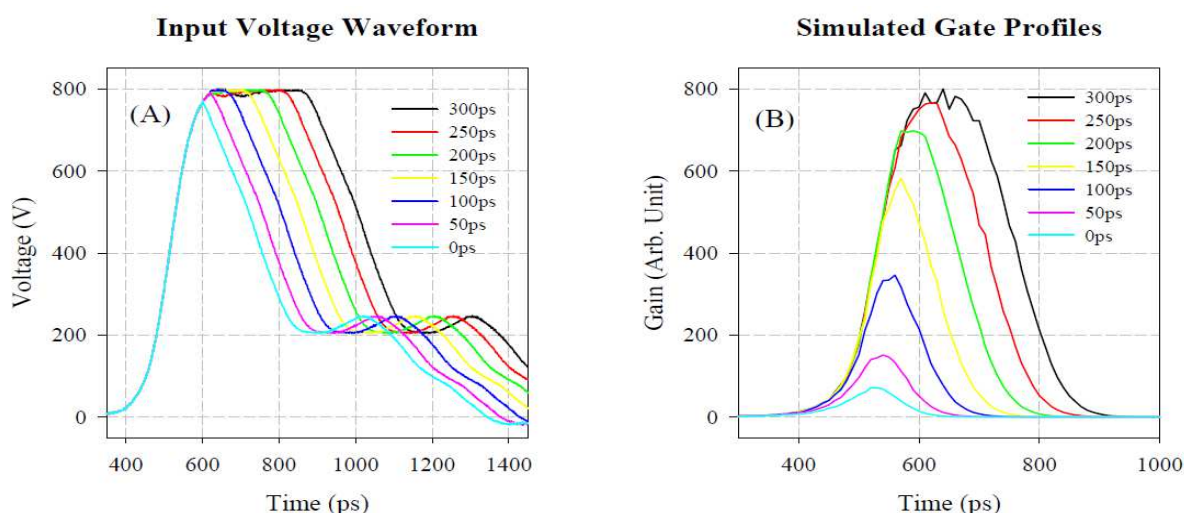 Input Voltage Waveform
(A)
Voltage (V)
800
600
400
200
0
400
600
800
1000
1200
1400
Time (ps)
300ps
250ps
200ps
150ps
100ps
50ps
0ps
Simulated Gate Profiles
(B)
Gain (Arb. Unit)
800
600
400
200
0
400
600
800
1000
Time (ps)
300ps
250ps
200ps
150ps
100ps
50ps
0ps